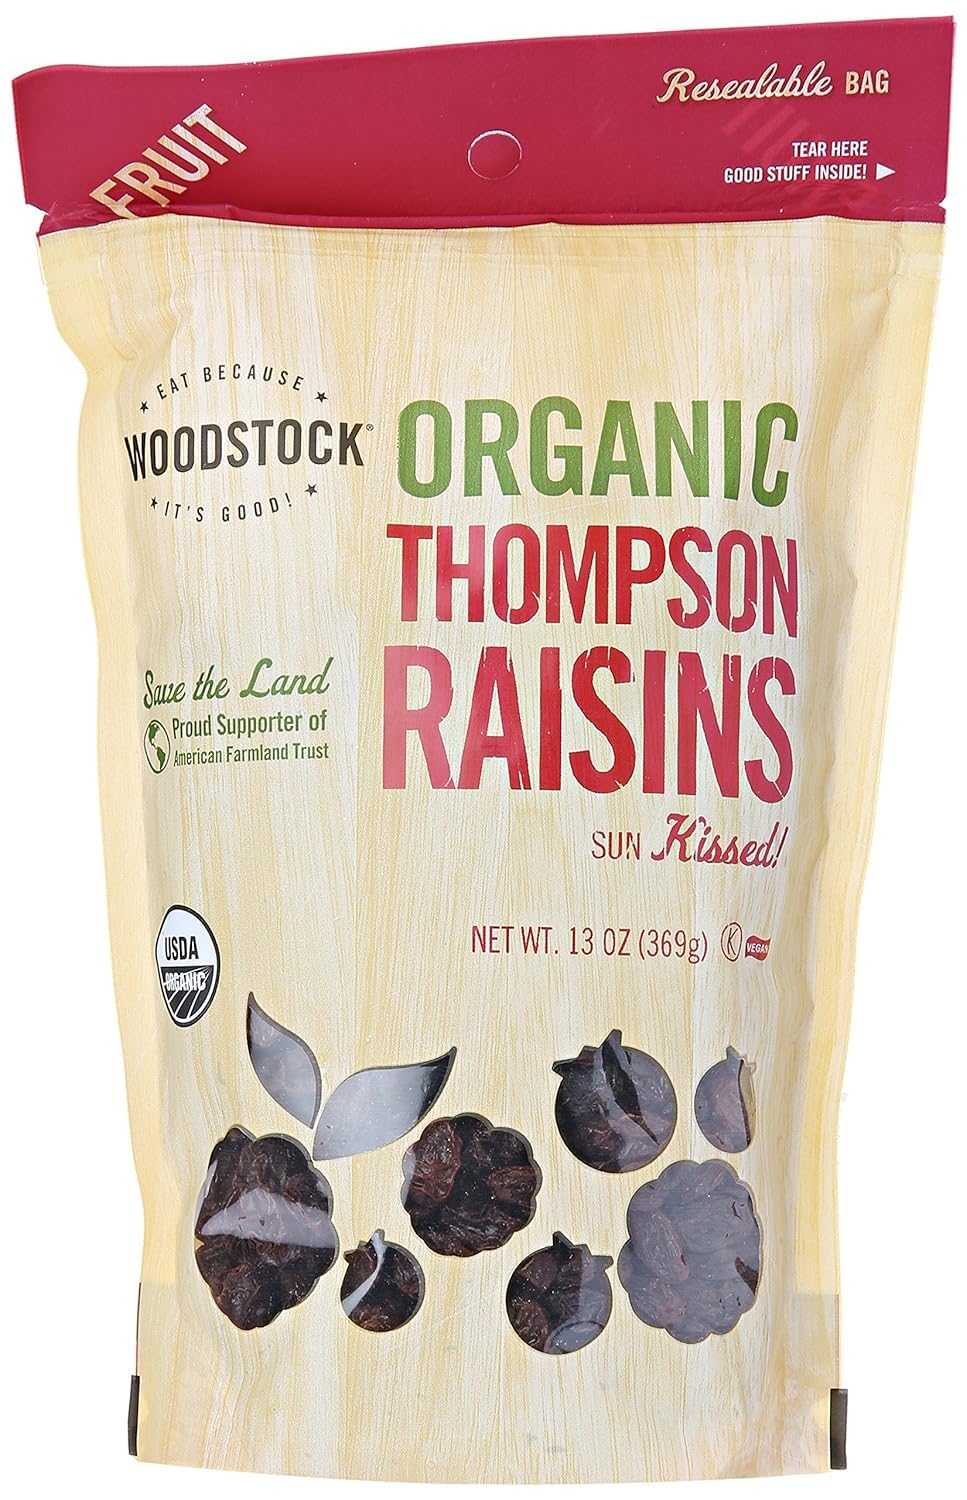 FRUIT
Resealable BAG
TEAR HERE
GOOD STUFF INSIDE!
EAT BECAUSE
WOODSTOCK®
IT'S GOOD!
ORGANIC
THOMPSON
RAISINS
SUN Kissed!
Save the Land
Proud Supporter of
American Farmland Trust
NET WT. 13 OZ (369g) K VEGAN
USDA
ORGANIC